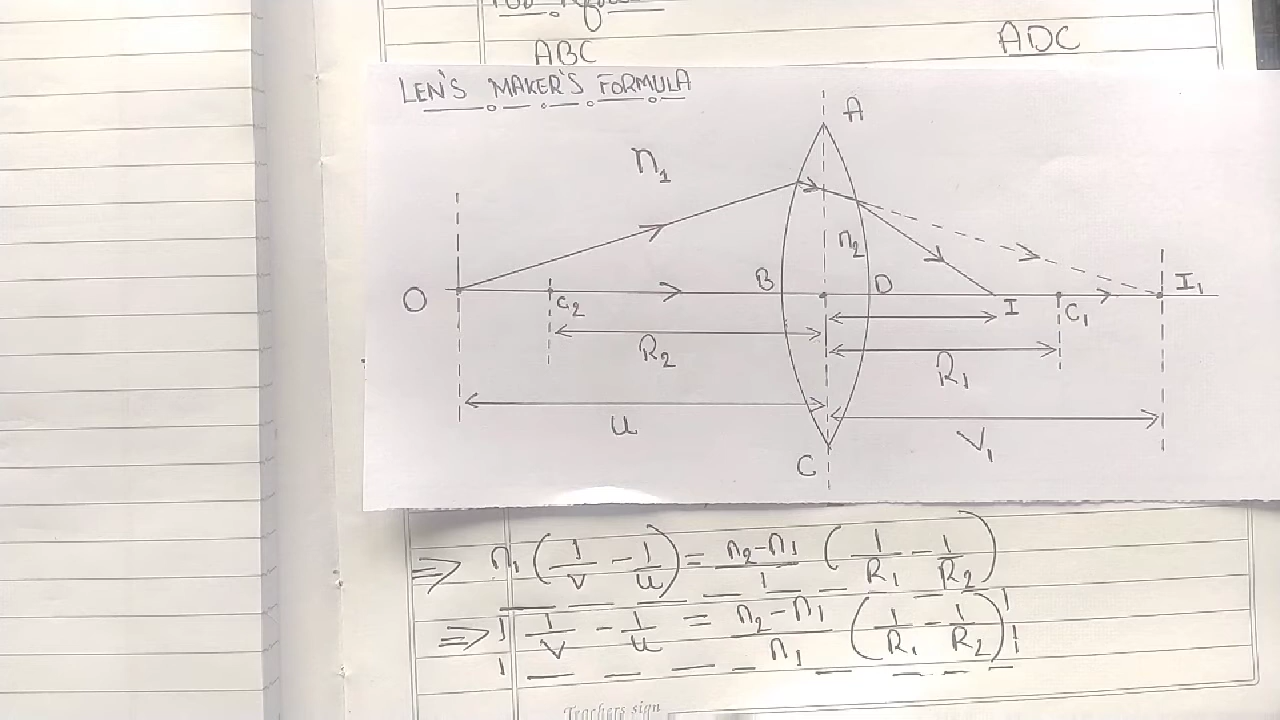 ABC ADC
LEN'S MAKER'S FORMULA
A
n₁
n₂
O C₂ B D I C₁ I₁
R₂ R₁
u V₁
C
⇒ n₁(1/v − 1/u) = n₂−n₁/1 (1/R₁ − 1/R₂)
⇒ 1/v − 1/u = n₂−n₁/n₁ (1/R₁ − 1/R₂)
Teachers sign